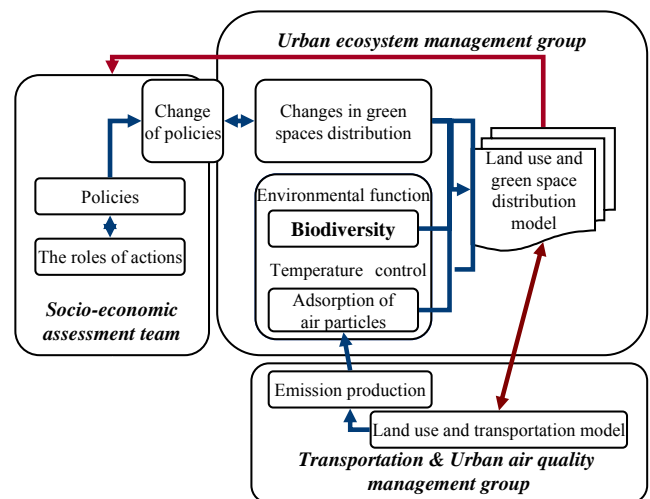 Urban ecosystem management group
Change
of policies
Changes in green
spaces distribution
Land use and
green space
distribution
model
Policies
The roles of actions
Socio-economic
assessment team
Environmental function
Biodiversity
Temperature control
Adsorption of
air particles
Emission production
Land use and transportation model
Transportation & Urban air quality
management group